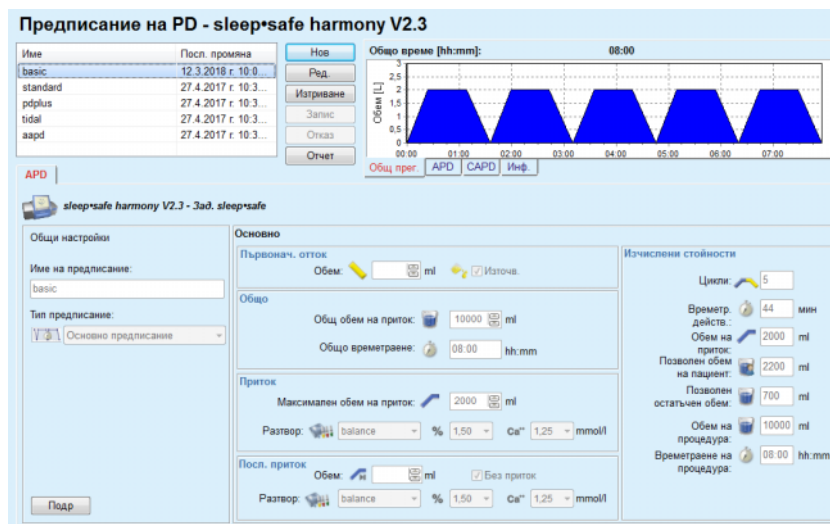 Предписание на PD - sleep•safe harmony V2.3
Име Посл. промяна
basic 12.3.2018 г. 10:0...
standard 27.4.2017 г. 10:3...
pdplus 27.4.2017 г. 10:3...
tidal 27.4.2017 г. 10:3...
aapd 27.4.2017 г. 10:3...
Нов
Ред.
Изтриване
Запис
Отказ
Отчет
Общо време [hh:mm]: 08:00
Обем [L]
3
2,5
2
1,5
1
0,5
0
00:00 01:00 02:00 03:00 04:00 05:00 06:00 07:00
Общ прег. APD CAPD Инф.
APD
sleep•safe harmony V2.3 - Зад. sleep•safe
Общи настройки
Име на предписание:
basic
Тип предписание:
Основно предписание
Подр
Основно
Първонач. отток
Обем: ml Източв.
Общо
Общ обем на приток: 10000 ml
Общо времетраене: 08:00 hh:mm
Приток
Максимален обем на приток: 2000 ml
Разтвор: balance % 1,50 Ca++ 1,25 mmol/l
Посл. приток
Обем: ml Без приток
Разтвор: balance % 1,50 Ca++ 1,25 mmol/l
Изчислени стойности
Цикли: 5
Времетр. действ.: 44 мин
Обем на приток: 2000 ml
Позволен обем на пациент: 2200 ml
Позволен остатъчен обем: 700 ml
Обем на процедура: 10000 ml
Времетраене на процедура: 08:00 hh:mm